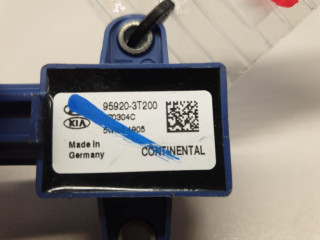 95920-3T200
KIA
Made in
Germany
CONTINENTAL